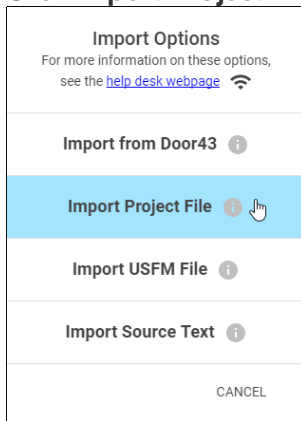 Import Options
For more information on these options,
see the help desk webpage
Import from Door43
Import Project File
Import USFM File
Import Source Text
CANCEL